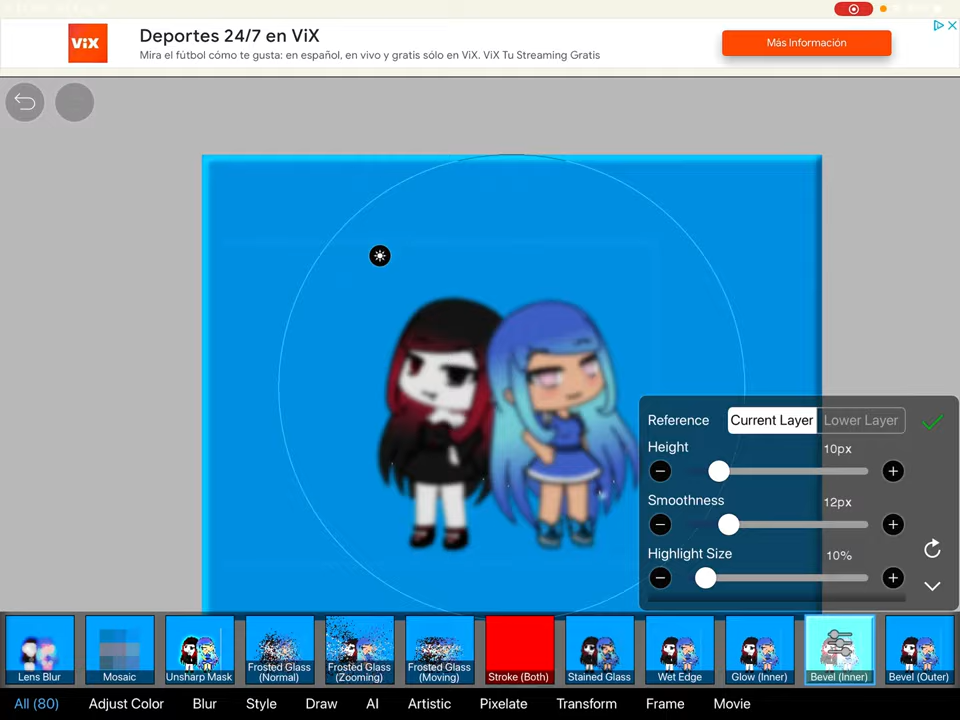 ViX
Deportes 24/7 en ViX
Mira el fútbol cómo te gusta: en español, en vivo y gratis sólo en ViX. ViX Tu Streaming Gratis
Más Información
Reference
Current Layer
Lower Layer
Height
10px
Smoothness
12px
Highlight Size
10%
Lens Blur
Mosaic
Unsharp Mask
Frosted Glass
(Normal)
Frosted Glass
(Zooming)
Frosted Glass
(Moving)
Stroke (Both)
Stained Glass
Wet Edge
Glow (Inner)
Bevel (Inner)
Bevel (Outer)
All (80)
Adjust Color
Blur
Style
Draw
AI
Artistic
Pixelate
Transform
Frame
Movie